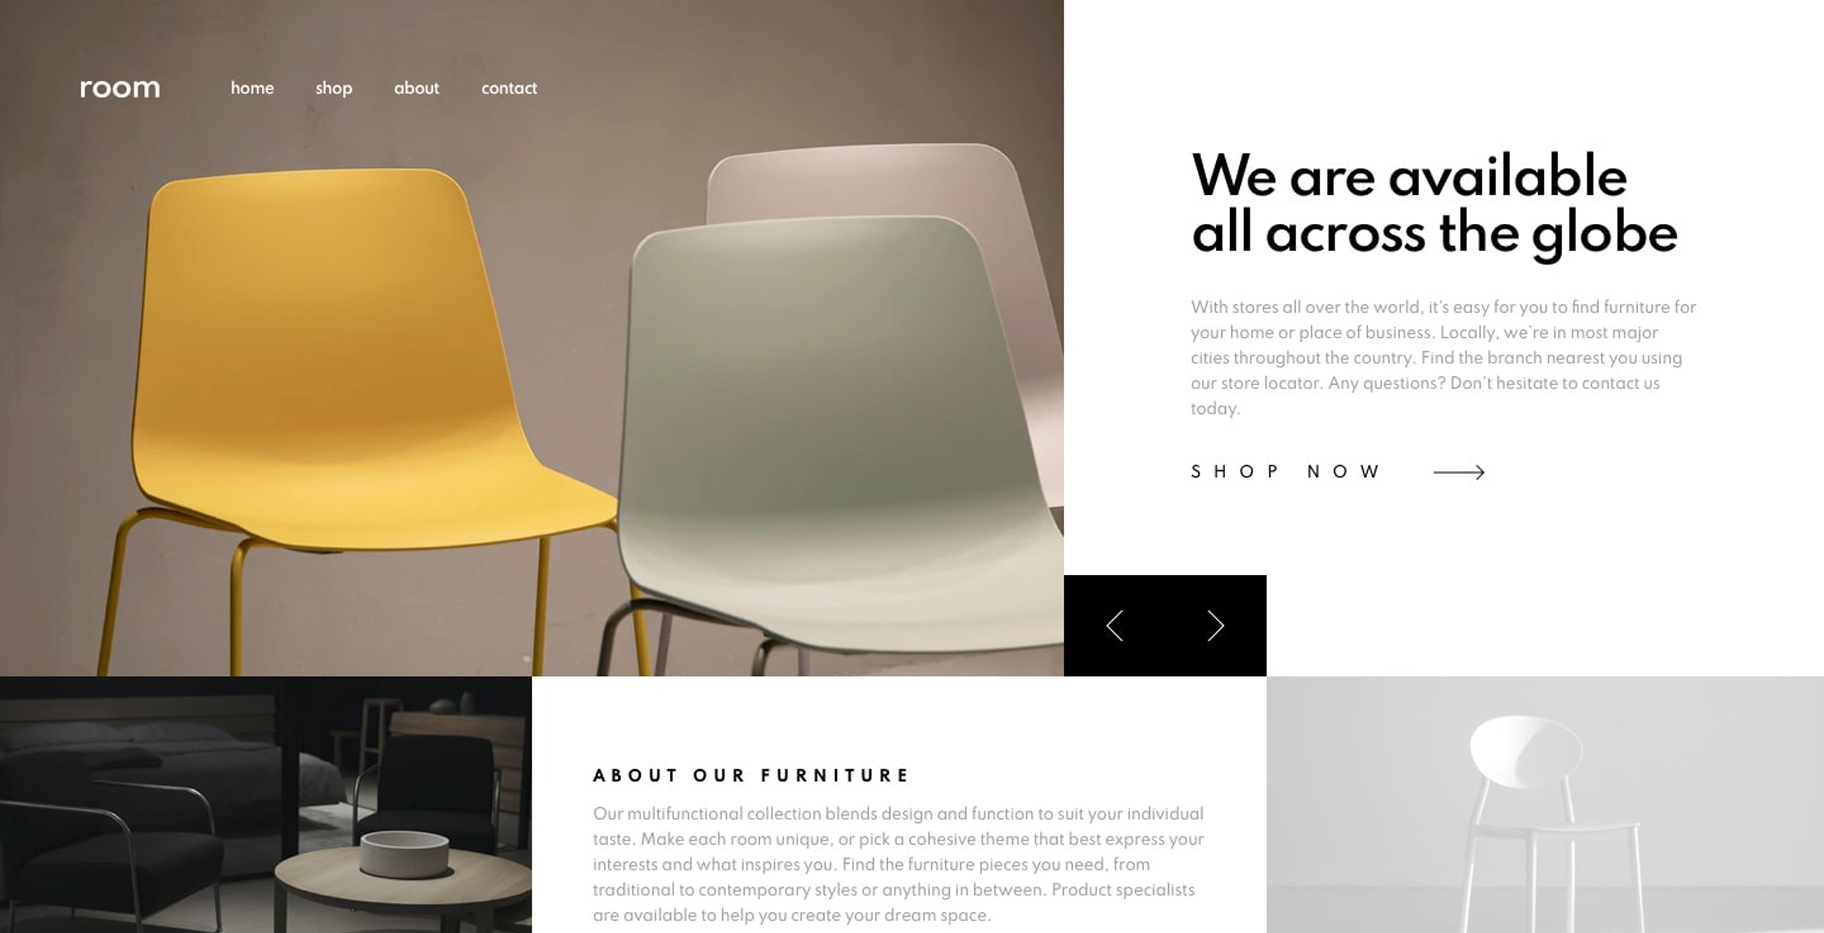 room
home
shop
about
contact
We are available
all across the globe
With stores all over the world, it's easy for you to find furniture for
your home or place of business. Locally, we're in most major
cities throughout the country. Find the branch nearest you using
our store locator. Any questions? Don't hesitate to contact us
today.
SHOP NOW
ABOUT OUR FURNITURE
Our multifunctional collection blends design and function to suit your individual
taste. Make each room unique, or pick a cohesive theme that best express your
interests and what inspires you. Find the furniture pieces you need, from
traditional to contemporary styles or anything in between. Product specialists
are available to help you create your dream space.